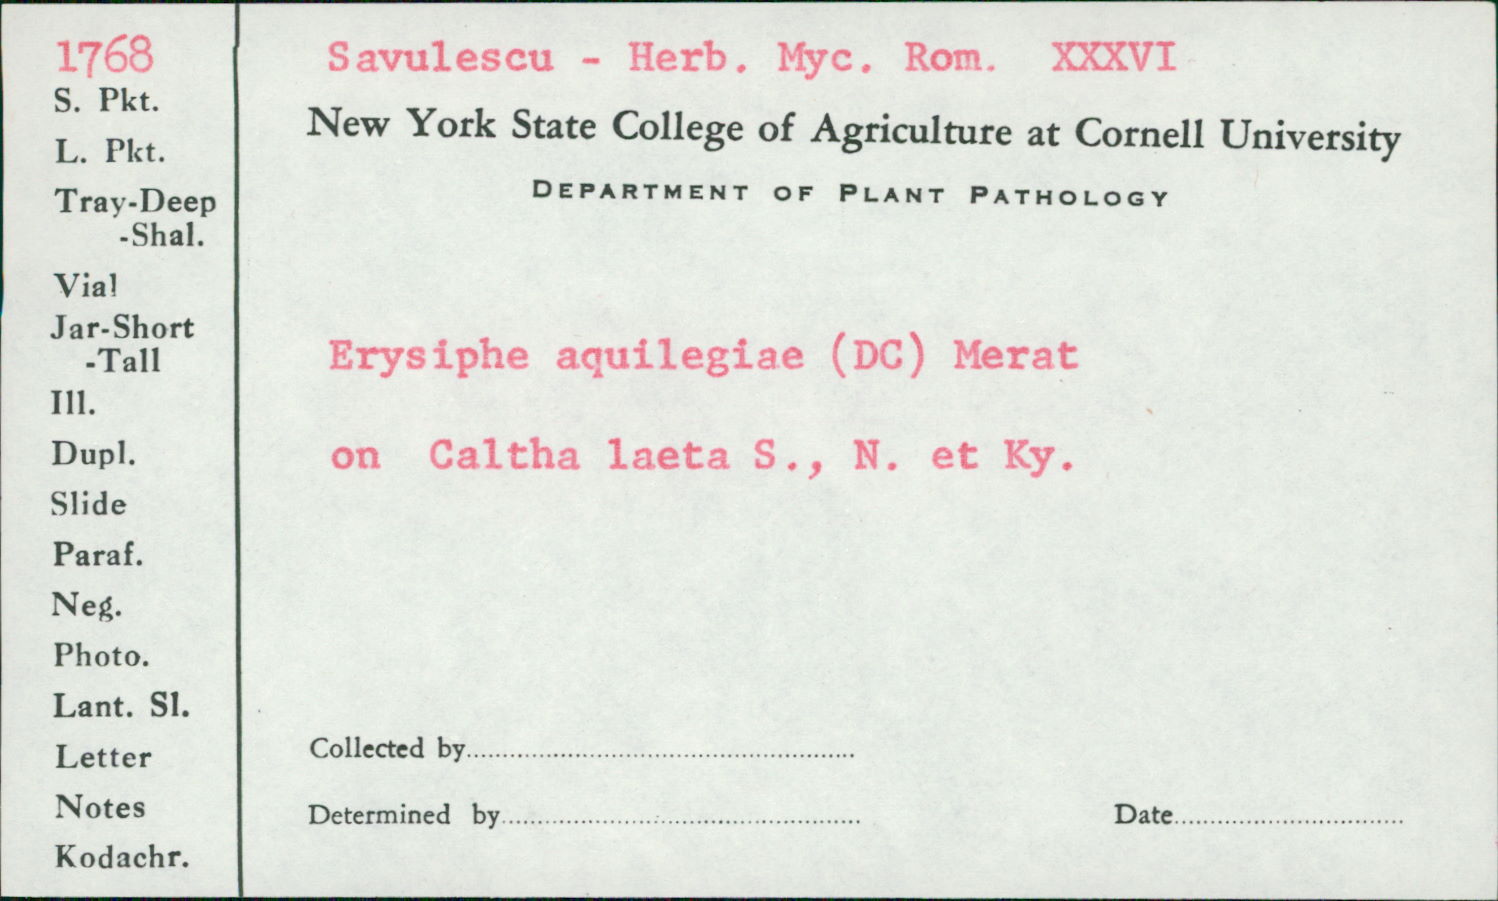 1768
S. Pkt.
L. Pkt.
Tray-Deep
-Shal.
Vial
Jar-Short
-Tall
Ill.
Dupl.
Slide
Paraf.
Neg.
Photo.
Lant. Sl.
Letter
Notes
Kodachr.
Savulescu - Herb. Myc. Rom. XXXVI
New York State College of Agriculture at Cornell University
DEPARTMENT OF PLANT PATHOLOGY
Erysiphe aquilegiae (DC) Merat
on Caltha laeta S., N. et Ky.
Collected by
Determined by Date